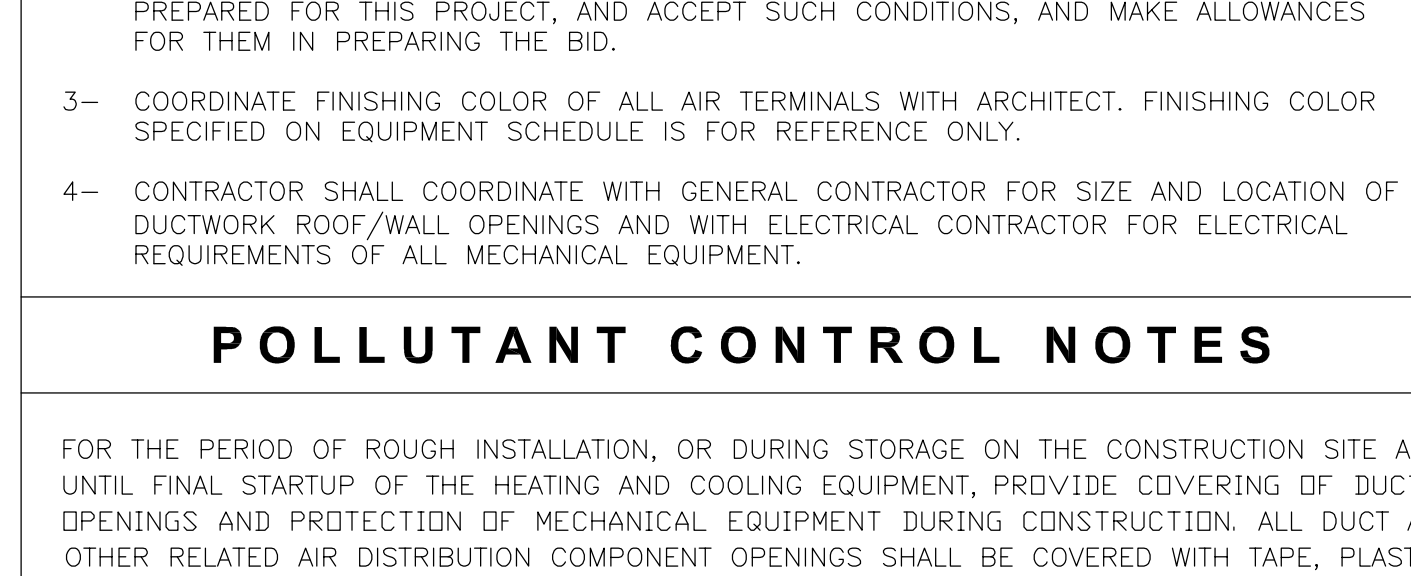 PREPARED FOR THIS PROJECT, AND ACCEPT SUCH CONDITIONS, AND MAKE ALLOWANCES
FOR THEM IN PREPARING THE BID.
3- COORDINATE FINISHING COLOR OF ALL AIR TERMINALS WITH ARCHITECT. FINISHING COLOR
SPECIFIED ON EQUIPMENT SCHEDULE IS FOR REFERENCE ONLY.
4- CONTRACTOR SHALL COORDINATE WITH GENERAL CONTRACTOR FOR SIZE AND LOCATION OF
DUCTWORK ROOF/WALL OPENINGS AND WITH ELECTRICAL CONTRACTOR FOR ELECTRICAL
REQUIREMENTS OF ALL MECHANICAL EQUIPMENT.
POLLUTANT CONTROL NOTES
FOR THE PERIOD OF ROUGH INSTALLATION, OR DURING STORAGE ON THE CONSTRUCTION SITE
UNTIL FINAL STARTUP OF THE HEATING AND COOLING EQUIPMENT, PROVIDE COVERING OF DUCT
OPENINGS AND PROTECTION OF MECHANICAL EQUIPMENT DURING CONSTRUCTION. ALL DUCT
OTHER RELATED AIR DISTRIBUTION COMPONENT OPENINGS SHALL BE COVERED WITH TAPE,